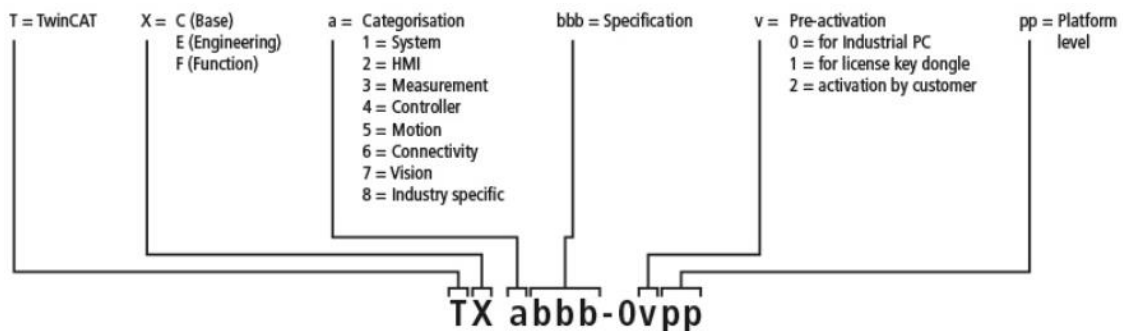 T = TwinCAT
X = C (Base)
E (Engineering)
F (Function)
a = Categorisation
1 = System
2 = HMI
3 = Measurement
4 = Controller
5 = Motion
6 = Connectivity
7 = Vision
8 = Industry specific
bbb = Specification
v = Pre-activation
0 = for Industrial PC
1 = for license key dongle
2 = activation by customer
pp = Platform
level
TX abbb-0vpp